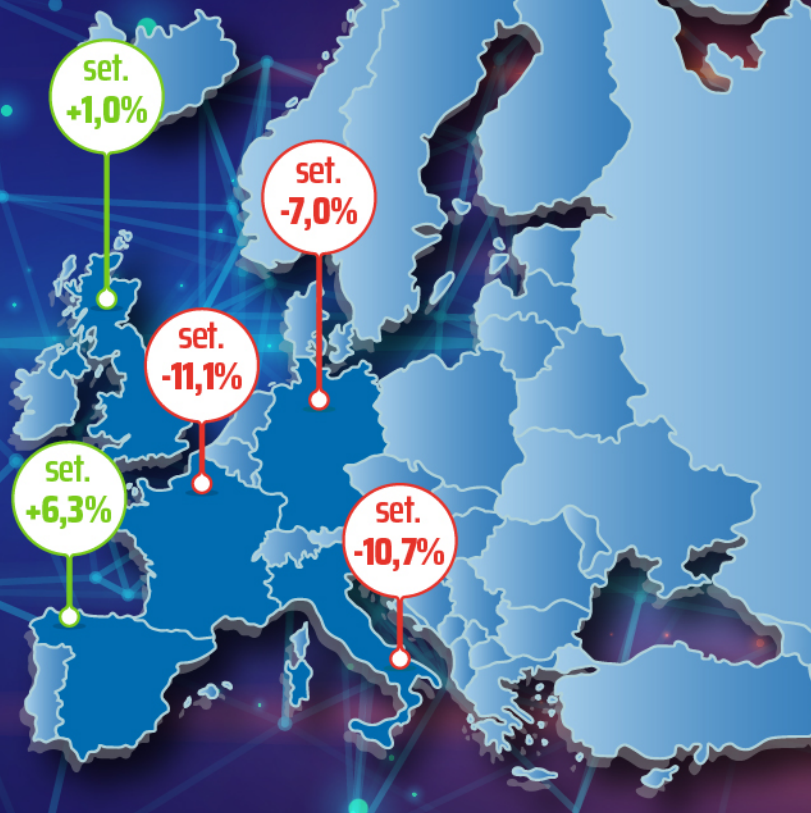 set.
+1,0%
set.
-7,0%
set.
-11,1%
set.
+6,3%
set.
-10,7%